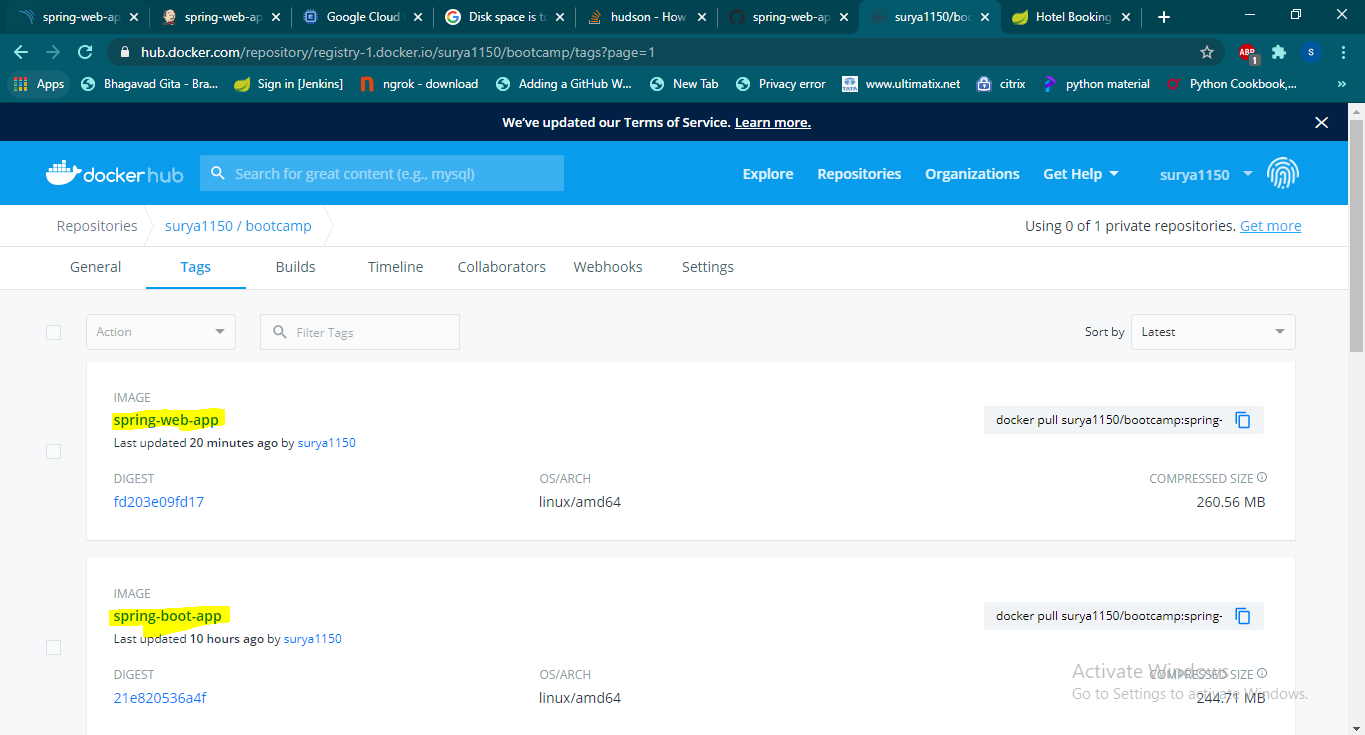 spring-web-ap
spring-web-ap
Google Cloud
Disk space is to
hudson - How
spring-web-ap
surya1150/boo
Hotel Booking
hub.docker.com/repository/registry-1.docker.io/surya1150/bootcamp/tags?page=1
ABP
1
S
Apps
Bhagavad Gita - Bra...
Sign in [Jenkins]
ngrok - download
Adding a GitHub W...
New Tab
Privacy error
www.ultimatix.net
citrix
python material
Python Cookbook,...
»
We've updated our Terms of Service. Learn more.
docker hub
Search for great content (e.g., mysql)
Explore
Repositories
Organizations
Get Help
surya1150
Repositories
surya1150 / bootcamp
Using 0 of 1 private repositories. Get more
General
Tags
Builds
Timeline
Collaborators
Webhooks
Settings
Action
Filter Tags
Sort by
Latest
IMAGE
spring-web-app
docker pull surya1150/bootcamp:spring-
Last updated 20 minutes ago by surya1150
DIGEST
OS/ARCH
COMPRESSED SIZE
fd203e09fd17
linux/amd64
260.56 MB
IMAGE
spring-boot-app
docker pull surya1150/bootcamp:spring-
Last updated 10 hours ago by surya1150
DIGEST
OS/ARCH
COMPRESSED SIZE
21e820536a4f
linux/amd64
244.71 MB
Activate Windows
Go to Settings to activate Windows.